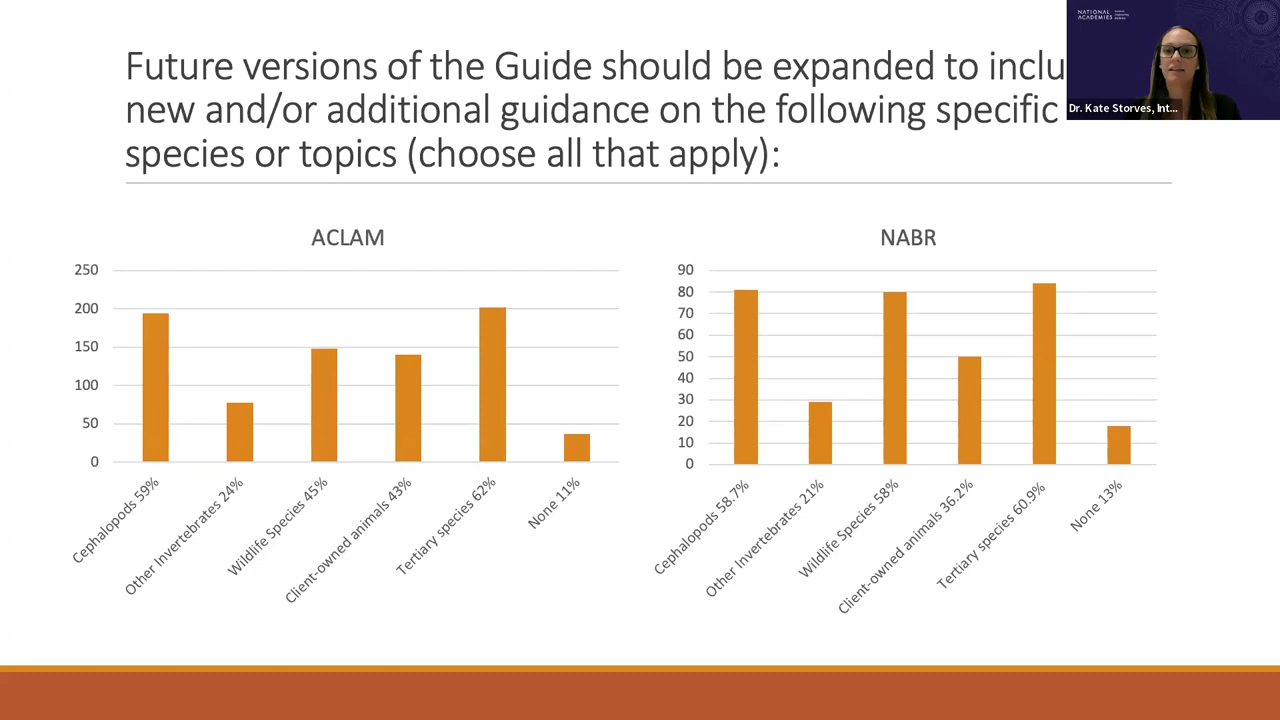 Future versions of the Guide should be expanded to inclu
new and/or additional guidance on the following specific
species or topics (choose all that apply):
NATIONAL
ACADEMIES
Dr. Kate Storves, Int...
ACLAM
250
200
150
100
50
0
Cephalopods 59%
Other Invertebrates 24%
Wildlife Species 45%
Client-owned animals 43%
Tertiary species 62%
None 11%
NABR
90
80
70
60
50
40
30
20
10
0
Cephalopods 58.7%
Other Invertebrates 21%
Wildlife Species 58%
Client-owned animals 36.2%
Tertiary species 60.9%
None 13%